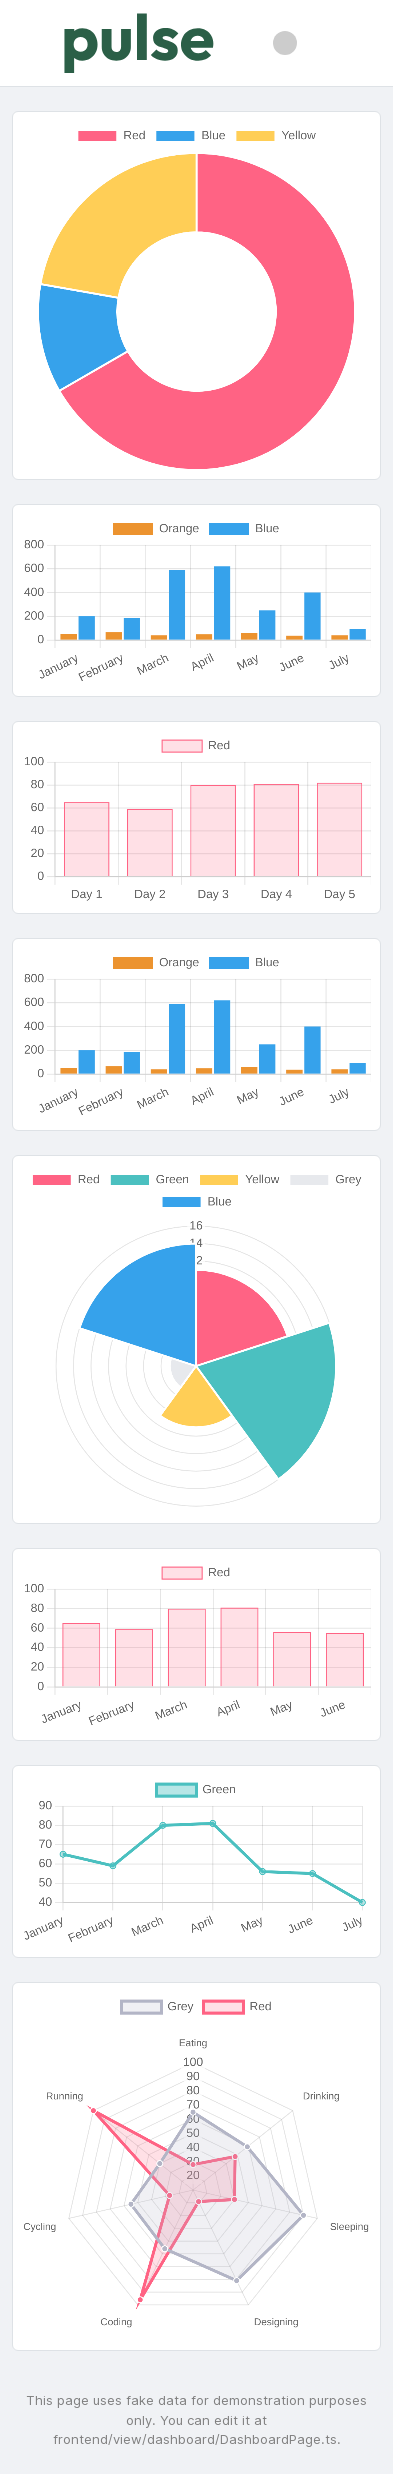 pulse
Red Blue Yellow
Orange Blue
800
600
400
200
0
January February March April May June July
Red
100
80
60
40
20
0
Day 1 Day 2 Day 3 Day 4 Day 5
Orange Blue
800
600
400
200
0
January February March April May June July
Red Green Yellow Grey
Blue
16
14
2
Red
100
80
60
40
20
0
January February March April May June
Green
90
80
70
60
50
40
January February March April May June July
Grey Red
Eating
100
90
80
70
60
50
40
30
20
Running Drinking
Cycling Sleeping
Coding Designing
This page uses fake data for demonstration purposes
only. You can edit it at
frontend/view/dashboard/DashboardPage.ts.